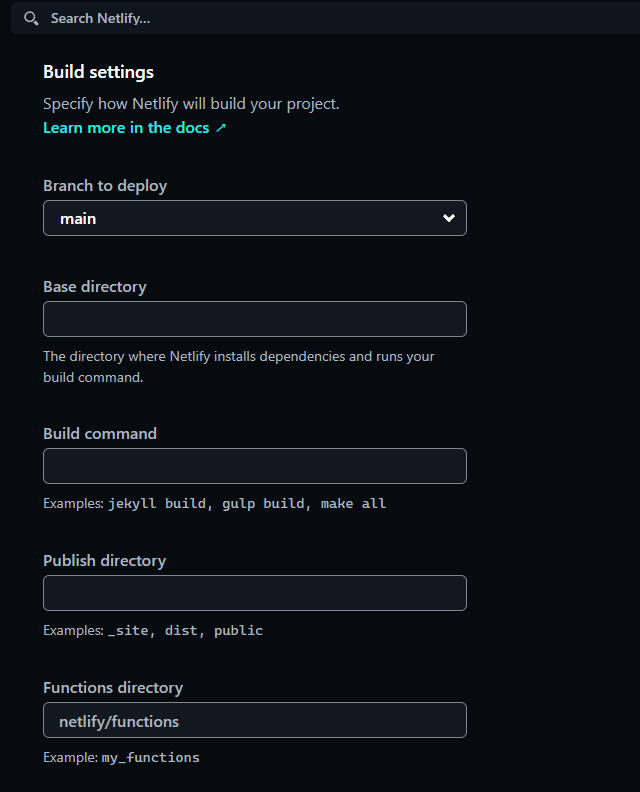 Search Netlify...
Build settings
Specify how Netlify will build your project.
Learn more in the docs ↗
Branch to deploy
main
Base directory
The directory where Netlify installs dependencies and runs your
build command.
Build command
Examples: jekyll build, gulp build, make all
Publish directory
Examples: _site, dist, public
Functions directory
netlify/functions
Example: my_functions